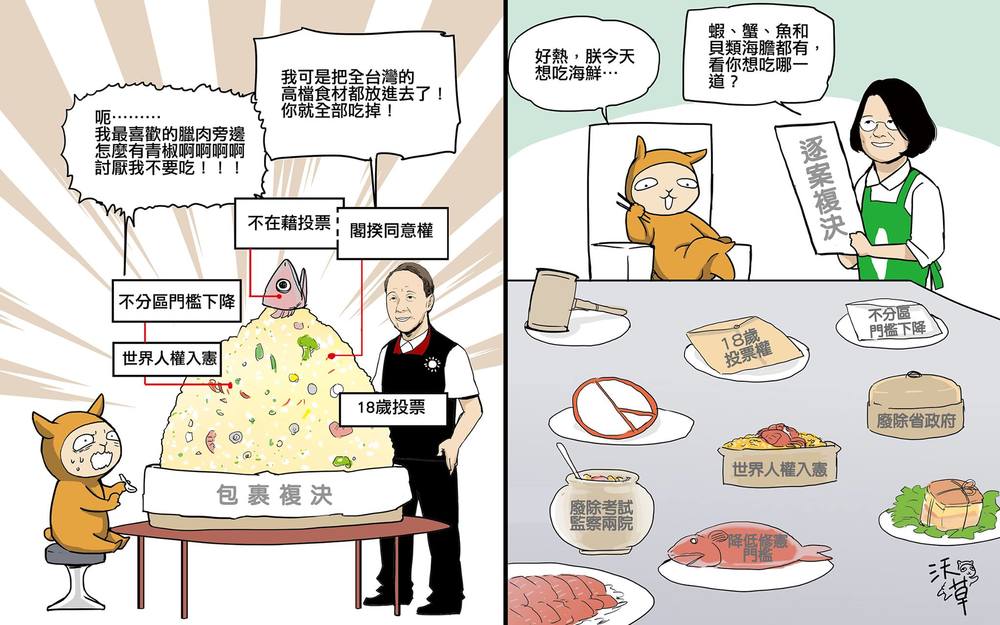 呃………
我最喜歡的臘肉旁邊
怎麼有青椒啊啊啊啊
討厭我不要吃！！！
我可是把全台灣的
高檔食材都放進去了！
你就全部吃掉！
不在藉投票
閣揆同意權
不分區門檻下降
世界人權入憲
18歲投票
包裹複決
好熱，朕今天
想吃海鮮…
蝦、蟹、魚和
貝類海膽都有，
看你想吃哪一
道？
逐案複決
18歲
投票權
不分區
門檻下降
廢除省政府
世界人權入憲
廢除考試
監察兩院
降低修憲
門檻
沃草